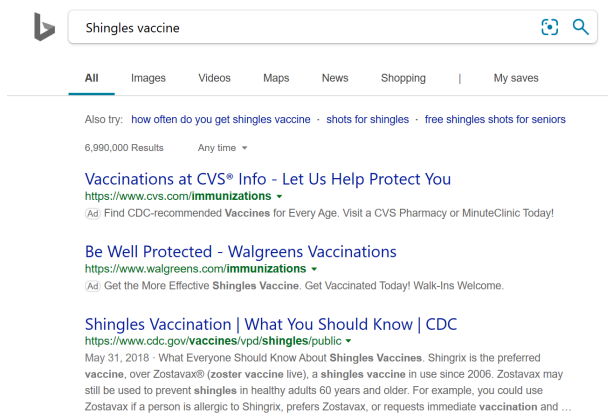 Shingles vaccine
All Images Videos Maps News Shopping | My saves
Also try: how often do you get shingles vaccine · shots for shingles · free shingles shots for seniors
6,990,000 Results Any time
Vaccinations at CVS® Info - Let Us Help Protect You
https://www.cvs.com/immunizations
Ad Find CDC-recommended Vaccines for Every Age. Visit a CVS Pharmacy or MinuteClinic Today!
Be Well Protected - Walgreens Vaccinations
https://www.walgreens.com/immunizations
Ad Get the More Effective Shingles Vaccine. Get Vaccinated Today! Walk-Ins Welcome.
Shingles Vaccination | What You Should Know | CDC
https://www.cdc.gov/vaccines/vpd/shingles/public
May 31, 2018 · What Everyone Should Know About Shingles Vaccines. Shingrix is the preferred
vaccine, over Zostavax® (zoster vaccine live), a shingles vaccine in use since 2006. Zostavax may
still be used to prevent shingles in healthy adults 60 years and older. For example, you could use
Zostavax if a person is allergic to Shingrix, prefers Zostavax, or requests immediate vaccination and …